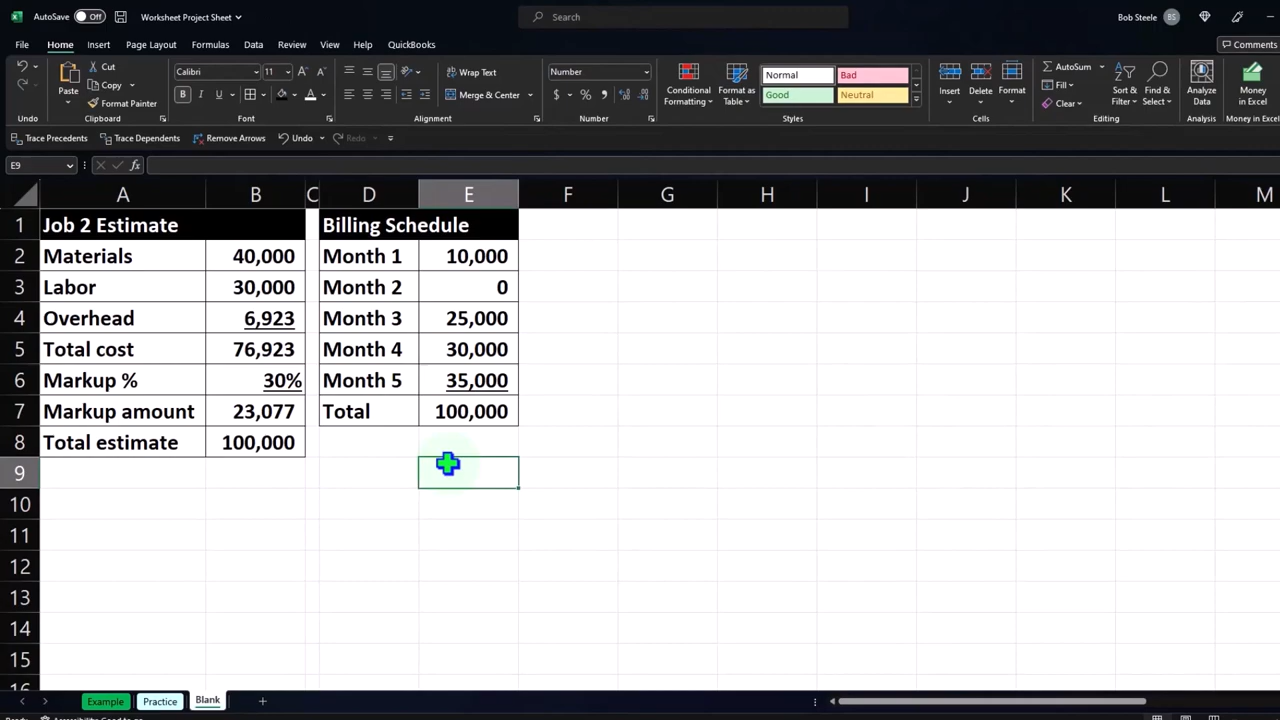 AutoSave Off Worksheet Project Sheet Search Bob Steele BS
File Home Insert Page Layout Formulas Data Review View Help QuickBooks Comments
Paste Cut Copy Format Painter
Calibri 11
B I U A
Wrap Text
Merge & Center
Number
$ % ,
Conditional Formatting Format as Table
Normal Bad
Good Neutral
Insert Delete Format
AutoSum Fill Clear
Sort & Filter Find & Select
Analyze Data
Money in Excel
Undo Clipboard Font Alignment Number Styles Cells Editing Analysis Money in Excel
Trace Precedents Trace Dependents Remove Arrows Undo Redo
E9 fx
A B C D E F G H I J K L M
1 Job 2 Estimate Billing Schedule
2 Materials 40,000 Month 1 10,000
3 Labor 30,000 Month 2 0
4 Overhead 6,923 Month 3 25,000
5 Total cost 76,923 Month 4 30,000
6 Markup % 30% Month 5 35,000
7 Markup amount 23,077 Total 100,000
8 Total estimate 100,000
9
10
11
12
13
14
15
16
Example Practice Blank